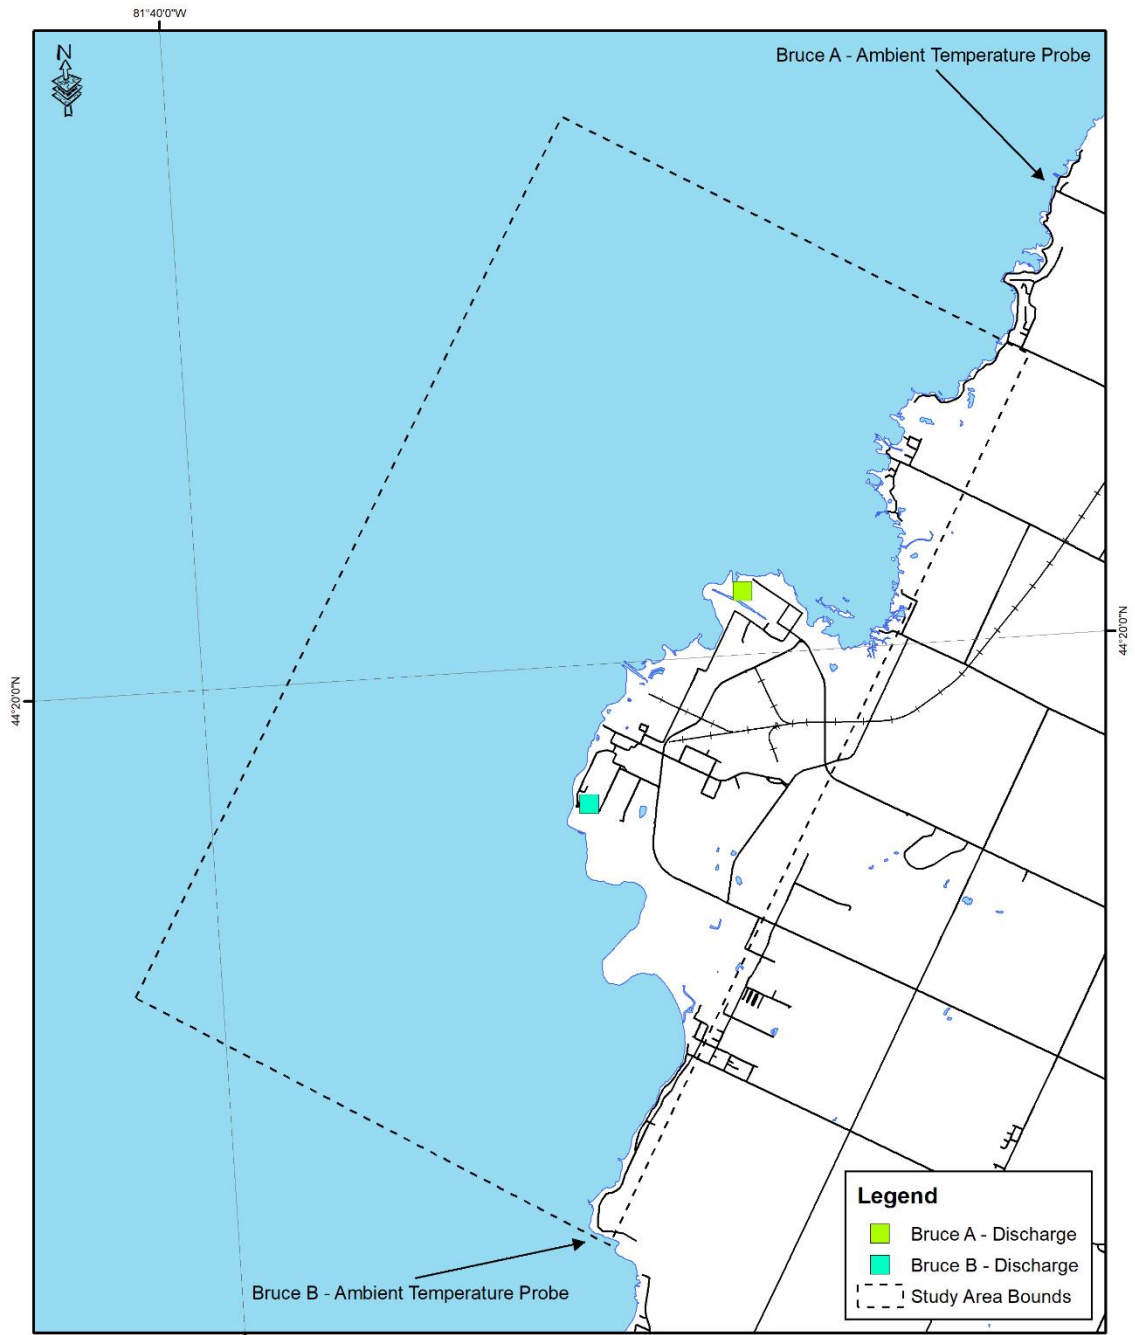 81°40'0"W
N
Bruce A - Ambient Temperature Probe
44°20'0"N
44°20'0"N
Legend
Bruce A - Discharge
Bruce B - Discharge
Study Area Bounds
Bruce B - Ambient Temperature Probe